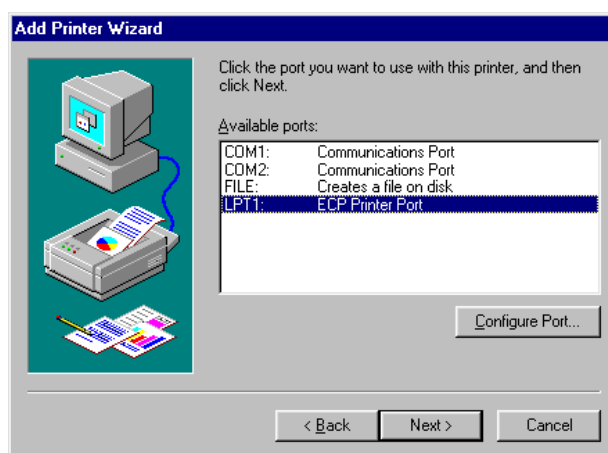 Add Printer Wizard
Click the port you want to use with this printer, and then
click Next.
Available ports:
COM1: Communications Port
COM2: Communications Port
FILE: Creates a file on disk
LPT1: ECP Printer Port
Configure Port...
< Back Next > Cancel